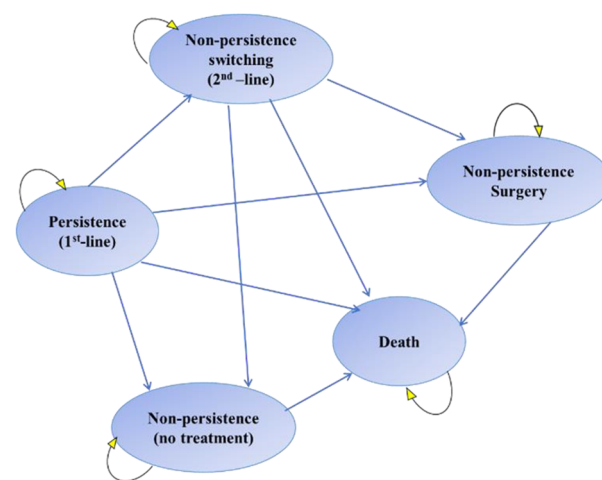 Non-persistence
switching
(2nd –line)
Non-persistence
Surgery
Persistence
(1st-line)
Death
Non-persistence
(no treatment)